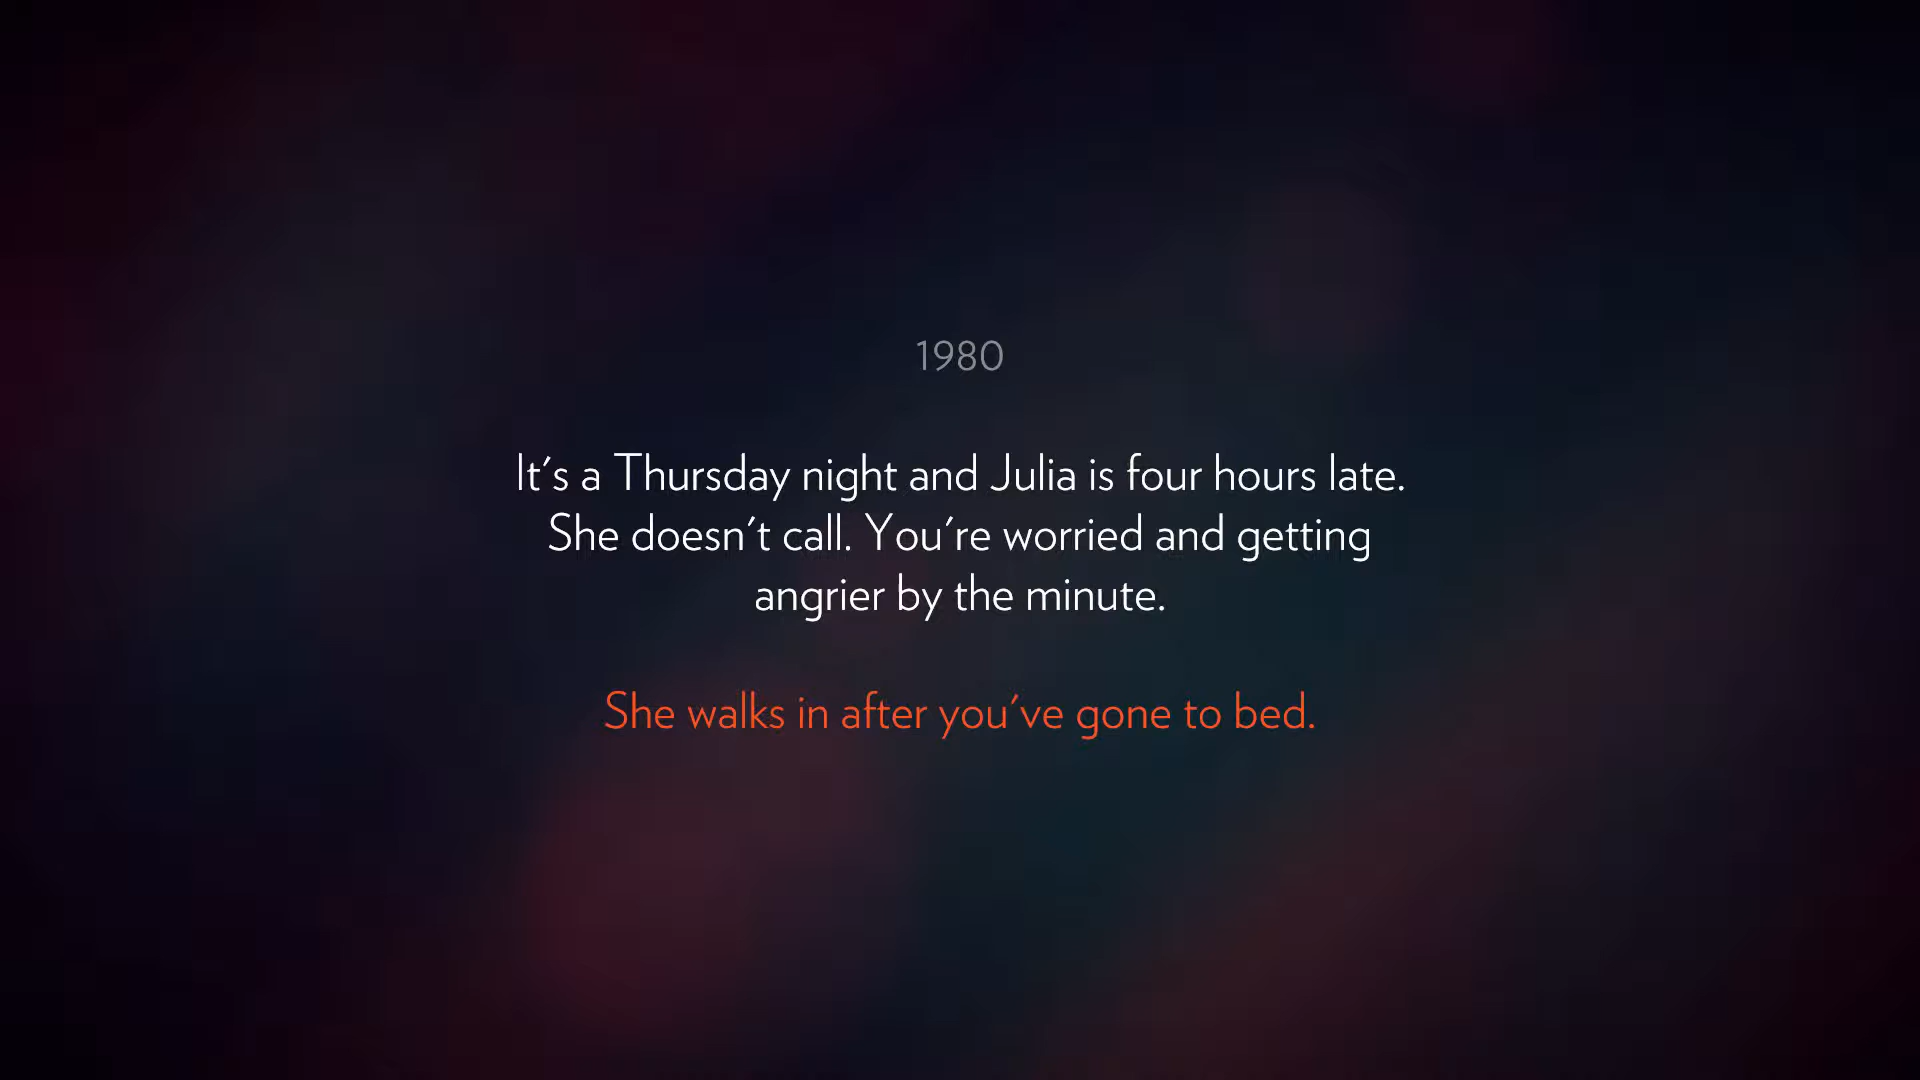 1980
It's a Thursday night and Julia is four hours late.
She doesn't call. You're worried and getting
angrier by the minute.
She walks in after you've gone to bed.